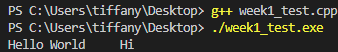 PS C:\Users\tiffany\Desktop> g++ week1_test.cpp
PS C:\Users\tiffany\Desktop> ./week1_test.exe
Hello World     Hi